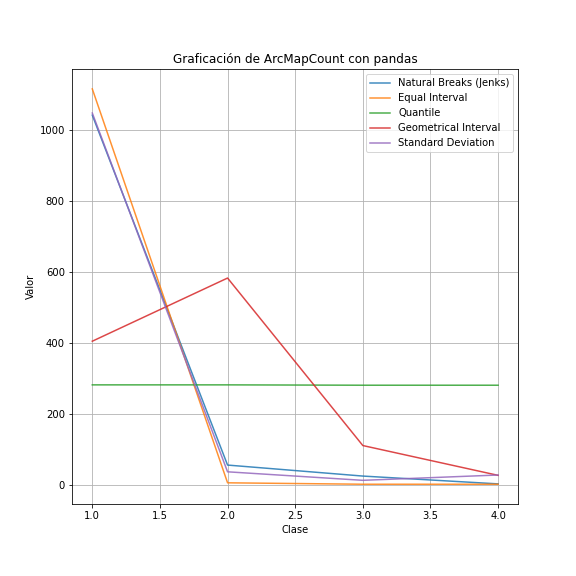 Graficación de ArcMapCount con pandas
Natural Breaks (Jenks)
Equal Interval
Quantile
Geometrical Interval
Standard Deviation
Valor
1000
800
600
400
200
0
1.0 1.5 2.0 2.5 3.0 3.5 4.0
Clase